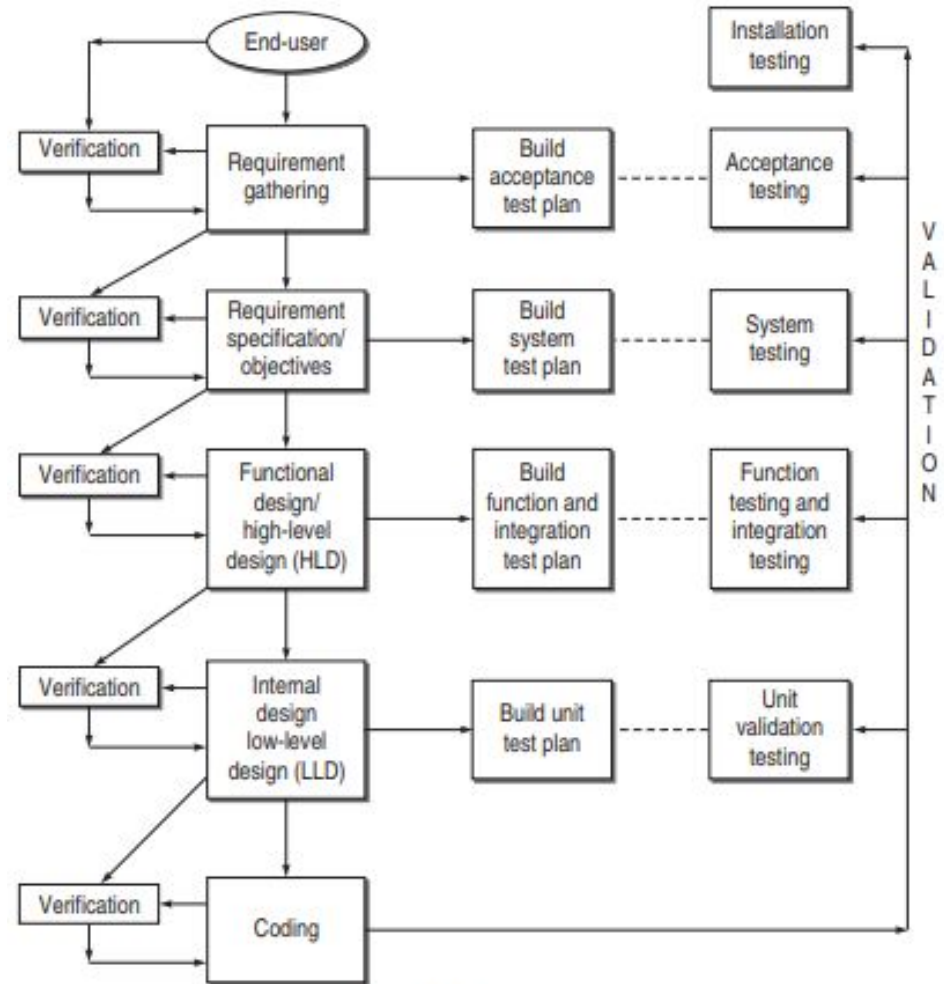 End-user
Installation
testing
Verification
Requirement
gathering
Build
acceptance
test plan
Acceptance
testing
Verification
Requirement
specification/
objectives
Build
system
test plan
System
testing
Verification
Functional
design/
high-level
design (HLD)
Build
function and
integration
test plan
Function
testing and
integration
testing
Verification
Internal
design
low-level
design (LLD)
Build unit
test plan
Unit
validation
testing
Verification
Coding
VALIDATION